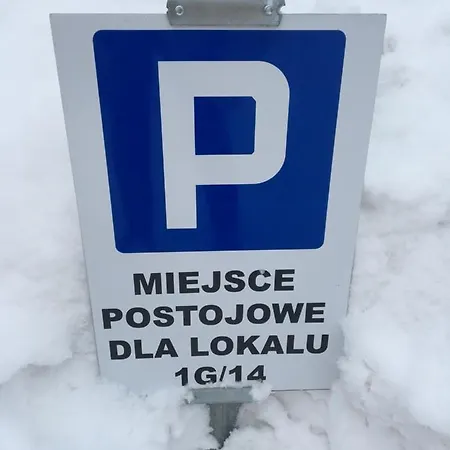 P
MIEJSCE
POSTOJOWE
DLA LOKALU
1G/14